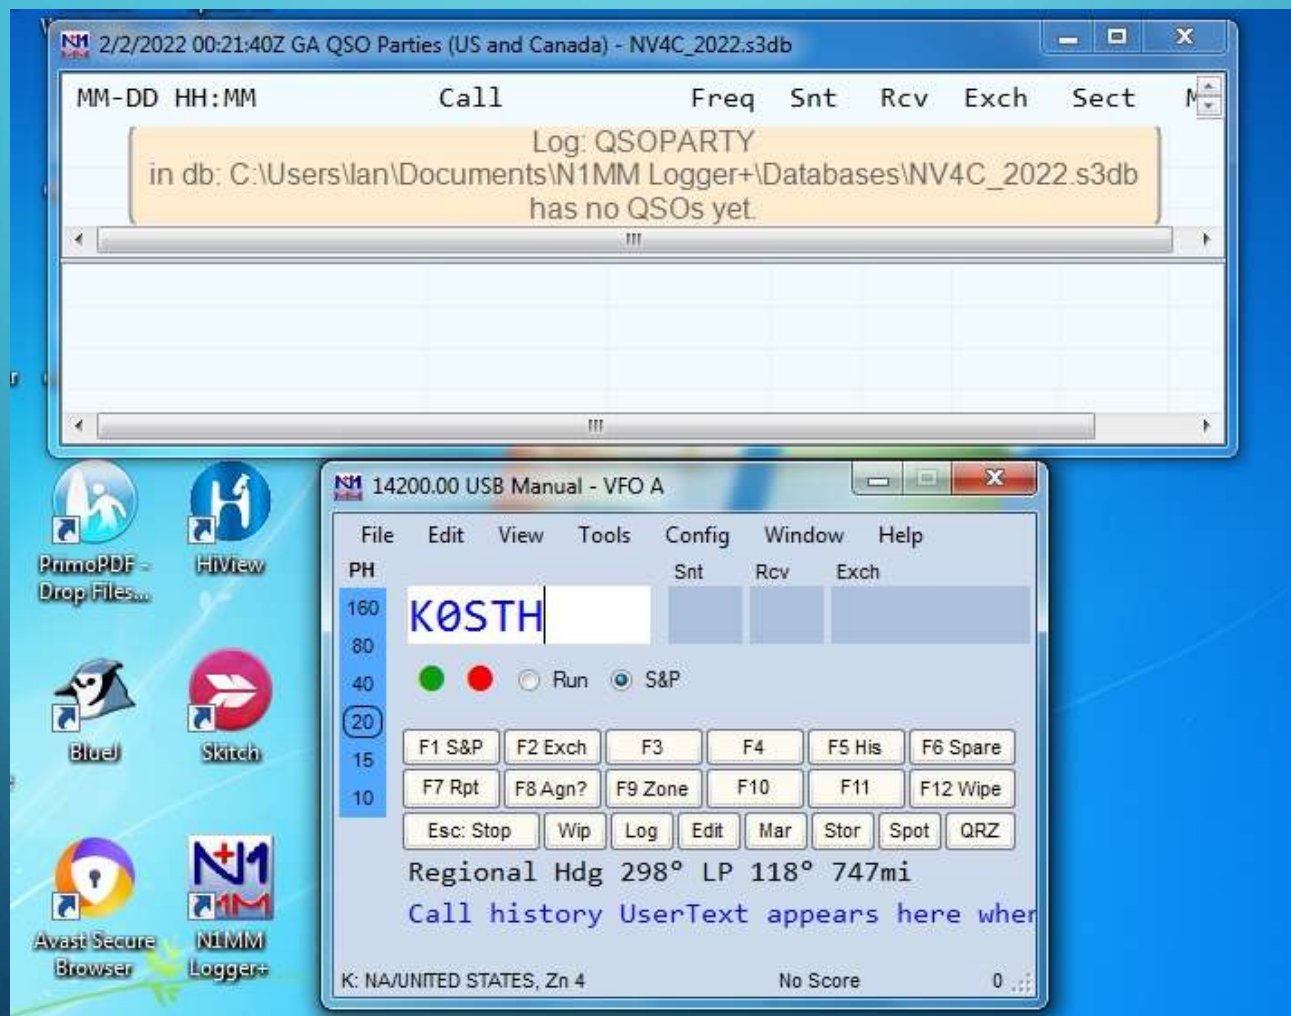 2/2/2022 00:21:40Z GA QSO Parties (US and Canada) - NV4C_2022.s3db
MM-DD HH:MM Call Freq Snt Rcv Exch Sect
Log: QSOPARTY
in db: C:\Users\Ian\Documents\N1MM Logger+\Databases\NV4C_2022.s3db
has no QSOs yet.
14200.00 USB Manual - VFO A
File Edit View Tools Config Window Help
PH Snt Rcv Exch
160 K0STH
80
40 Run S&P
20
F1 S&P F2 Exch F3 F4 F5 His F6 Spare
15
F7 Rpt F8 Agn? F9 Zone F10 F11 F12 Wipe
10
Esc: Stop Wip Log Edit Mar Stor Spot QRZ
Regional Hdg 298° LP 118° 747mi
Call history UserText appears here wher
K: NA/UNITED STATES, Zn 4 No Score 0
PrimoPDF -
Drop Files...
HiView
BlueJ
Skitch
Avast Secure
Browser
N1MM
Logger+